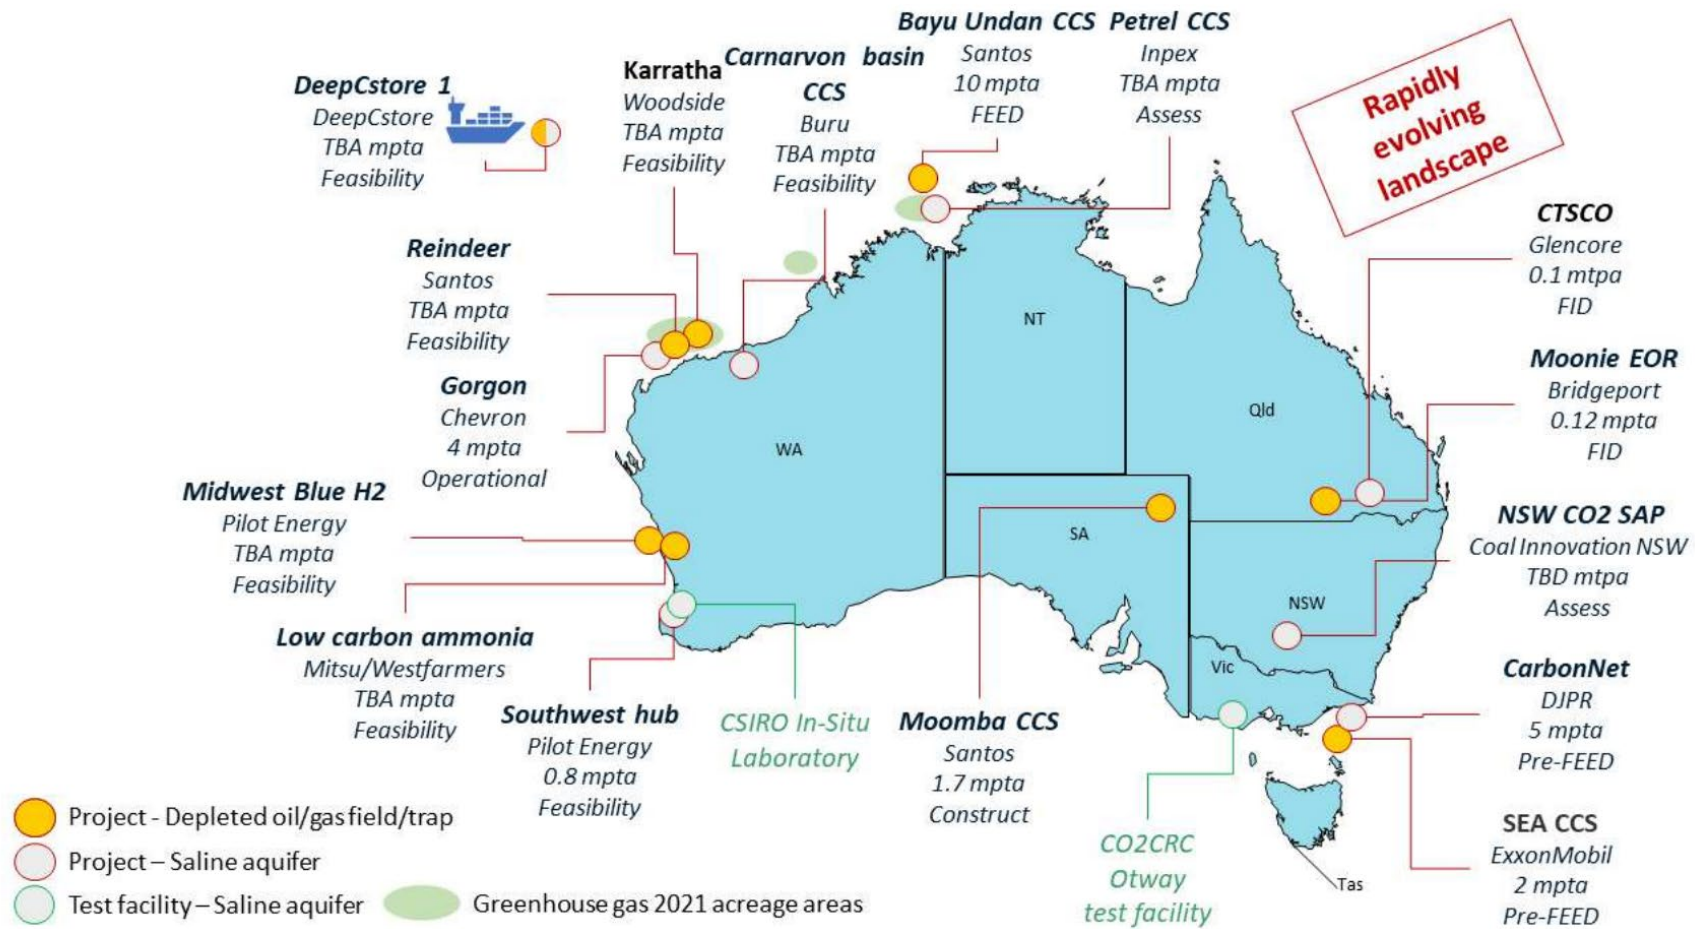 DeepCstore 1
DeepCstore
TBA mpta
Feasibility
Karratha
Woodside
TBA mpta
Feasibility
Carnarvon basin
CCS
Buru
TBA mpta
Feasibility
Bayu Undan CCS
Santos
10 mpta
FEED
Petrel CCS
Inpex
TBA mpta
Assess
Rapidly
evolving
landscape
CTSCO
Glencore
0.1 mtpa
FID
Moonie EOR
Bridgeport
0.12 mpta
FID
NSW CO2 SAP
Coal Innovation NSW
TBD mtpa
Assess
CarbonNet
DJPR
5 mpta
Pre-FEED
SEA CCS
ExxonMobil
2 mpta
Pre-FEED
Reindeer
Santos
TBA mpta
Feasibility
Gorgon
Chevron
4 mpta
Operational
Midwest Blue H2
Pilot Energy
TBA mpta
Feasibility
Low carbon ammonia
Mitsu/Westfarmers
TBA mpta
Feasibility
Southwest hub
Pilot Energy
0.8 mpta
Feasibility
CSIRO In-Situ
Laboratory
Moomba CCS
Santos
1.7 mpta
Construct
CO2CRC
Otway
test facility
WA
NT
Qld
SA
NSW
Vic
Tas
Project - Depleted oil/gas field/trap
Project – Saline aquifer
Test facility – Saline aquifer
Greenhouse gas 2021 acreage areas